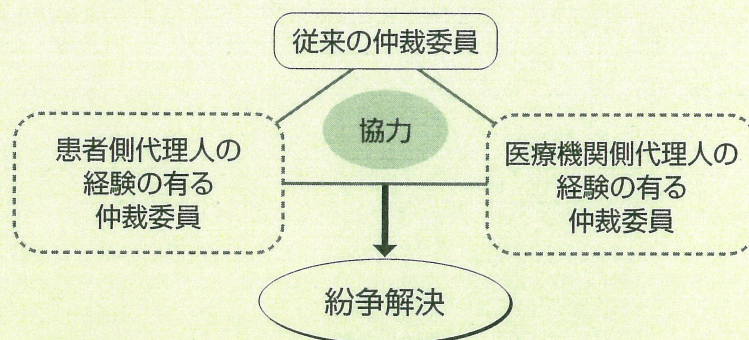 従来の仲裁委員
協力
患者側代理人の
経験の有る
仲裁委員
医療機関側代理人の
経験の有る
仲裁委員
紛争解決